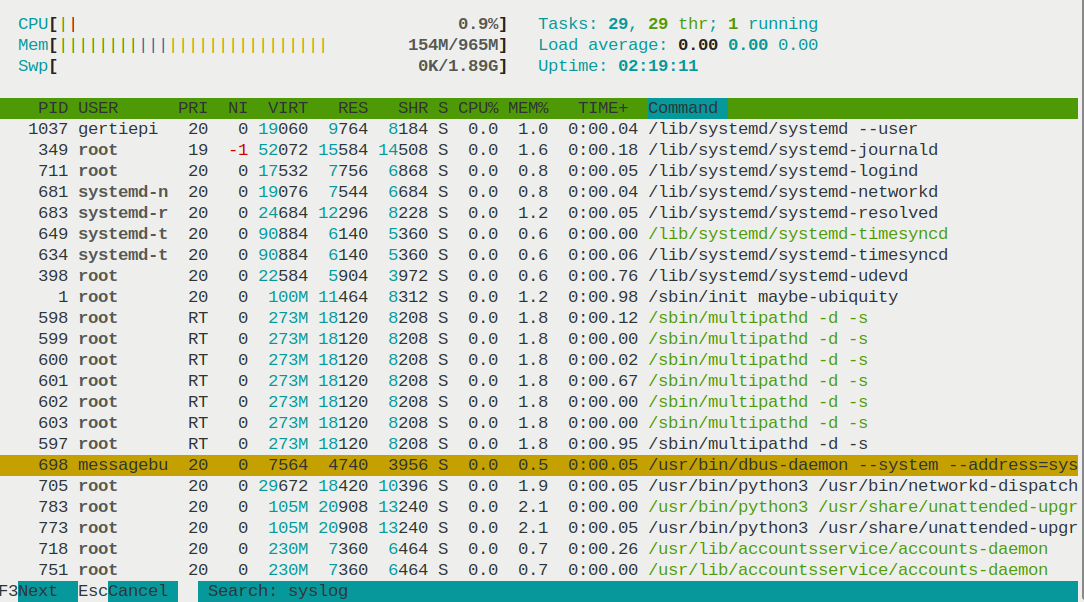 CPU[|| 0.9%] Tasks: 29, 29 thr; 1 running
Mem[||||||||||||||||||||||||||| 154M/965M] Load average: 0.00 0.00 0.00
Swp[ 0K/1.89G] Uptime: 02:19:11
PID USER PRI NI VIRT RES SHR S CPU% MEM% TIME+ Command
1037 gertiepi 20 0 19060 9764 8184 S 0.0 1.0 0:00.04 /lib/systemd/systemd --user
349 root 19 -1 52072 15584 14508 S 0.0 1.6 0:00.18 /lib/systemd/systemd-journald
711 root 20 0 17532 7756 6868 S 0.0 0.8 0:00.05 /lib/systemd/systemd-logind
681 systemd-n 20 0 19076 7544 6684 S 0.0 0.8 0:00.04 /lib/systemd/systemd-networkd
683 systemd-r 20 0 24684 12296 8228 S 0.0 1.2 0:00.05 /lib/systemd/systemd-resolved
649 systemd-t 20 0 90884 6140 5360 S 0.0 0.6 0:00.00 /lib/systemd/systemd-timesyncd
634 systemd-t 20 0 90884 6140 5360 S 0.0 0.6 0:00.06 /lib/systemd/systemd-timesyncd
398 root 20 0 22584 5904 3972 S 0.0 0.6 0:00.76 /lib/systemd/systemd-udevd
1 root 20 0 100M 11464 8312 S 0.0 1.2 0:00.98 /sbin/init maybe-ubiquity
598 root RT 0 273M 18120 8208 S 0.0 1.8 0:00.12 /sbin/multipathd -d -s
599 root RT 0 273M 18120 8208 S 0.0 1.8 0:00.00 /sbin/multipathd -d -s
600 root RT 0 273M 18120 8208 S 0.0 1.8 0:00.02 /sbin/multipathd -d -s
601 root RT 0 273M 18120 8208 S 0.0 1.8 0:00.67 /sbin/multipathd -d -s
602 root RT 0 273M 18120 8208 S 0.0 1.8 0:00.00 /sbin/multipathd -d -s
603 root RT 0 273M 18120 8208 S 0.0 1.8 0:00.00 /sbin/multipathd -d -s
597 root RT 0 273M 18120 8208 S 0.0 1.8 0:00.95 /sbin/multipathd -d -s
698 messagebu 20 0 7564 4740 3956 S 0.0 0.5 0:00.05 /usr/bin/dbus-daemon --system --address=sys
705 root 20 0 29672 18420 10396 S 0.0 1.9 0:00.05 /usr/bin/python3 /usr/bin/networkd-dispatch
783 root 20 0 105M 20908 13240 S 0.0 2.1 0:00.00 /usr/bin/python3 /usr/share/unattended-upgr
773 root 20 0 105M 20908 13240 S 0.0 2.1 0:00.05 /usr/bin/python3 /usr/share/unattended-upgr
718 root 20 0 230M 7360 6464 S 0.0 0.7 0:00.26 /usr/lib/accountsservice/accounts-daemon
751 root 20 0 230M 7360 6464 S 0.0 0.7 0:00.00 /usr/lib/accountsservice/accounts-daemon
F3Next EscCancel Search: syslog